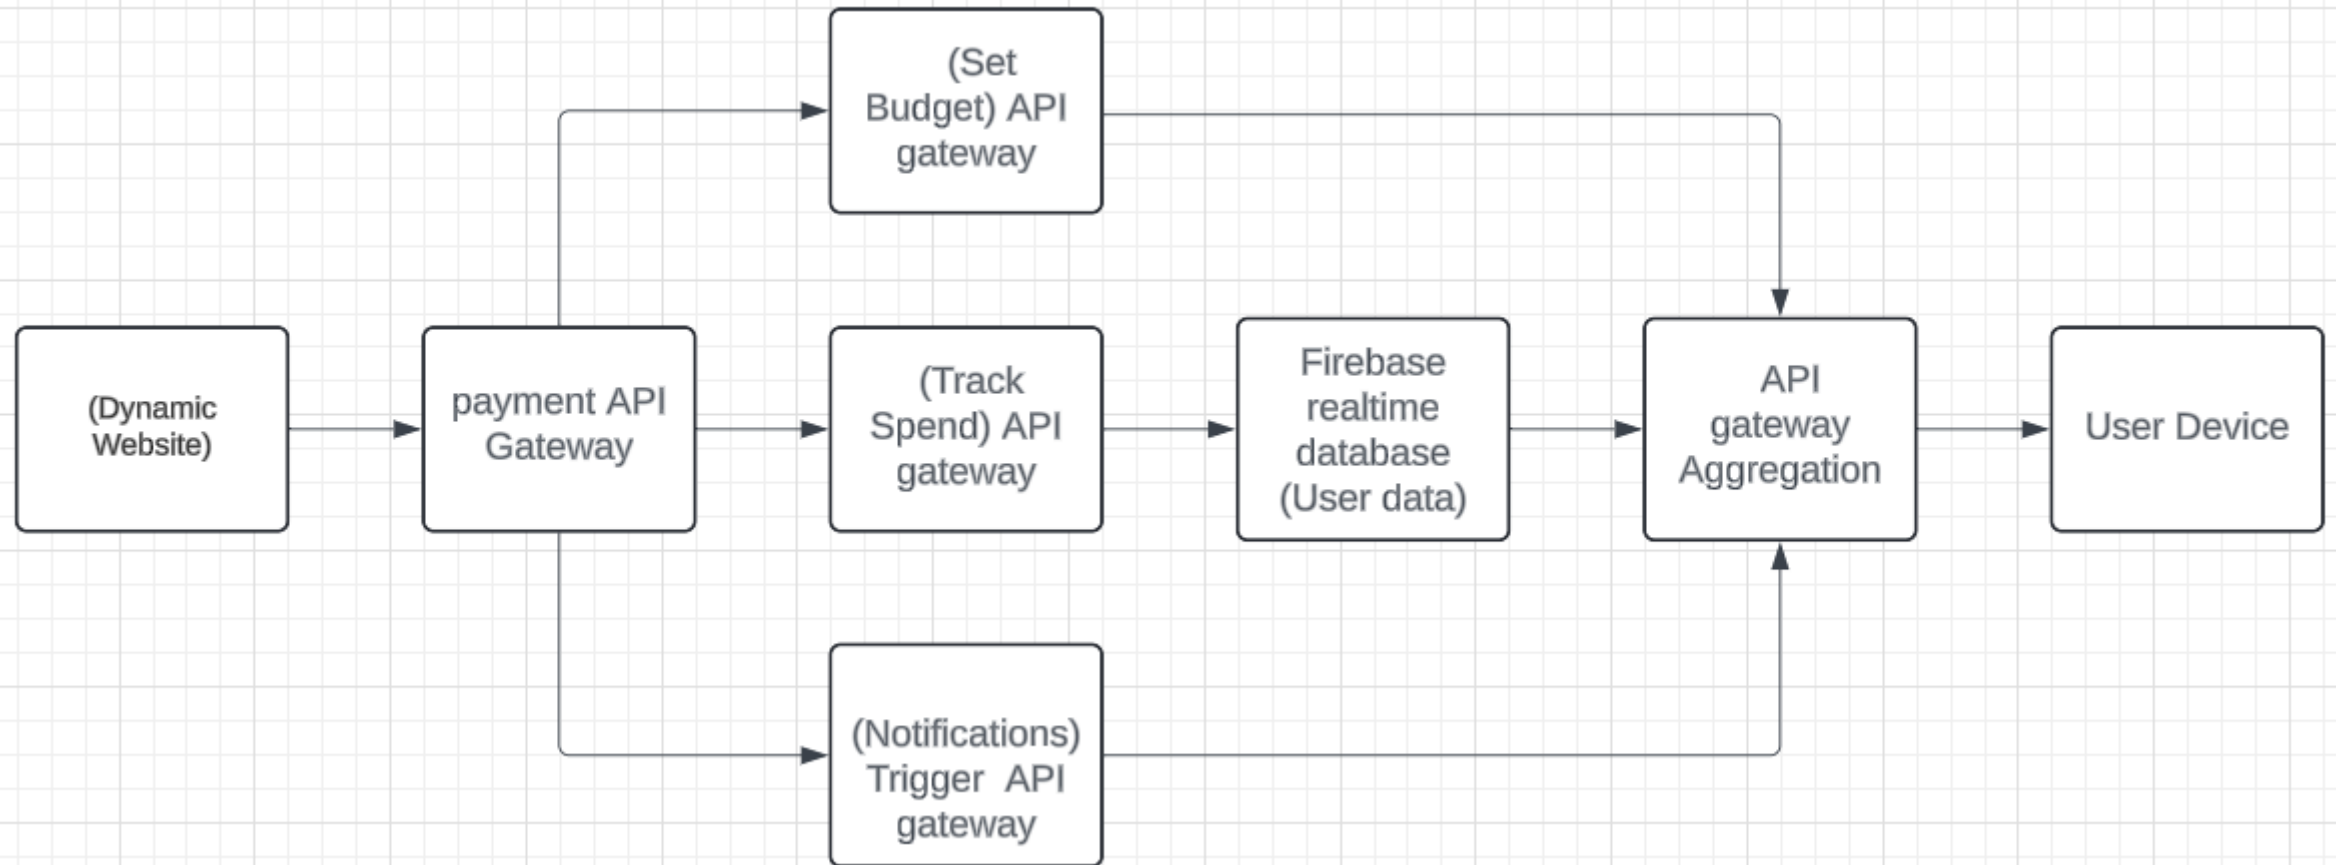 (Set
Budget) API
gateway
(Dynamic
Website)
payment API
Gateway
(Track
Spend) API
gateway
Firebase
realtime
database
(User data)
API
gateway
Aggregation
User Device
(Notifications)
Trigger API
gateway